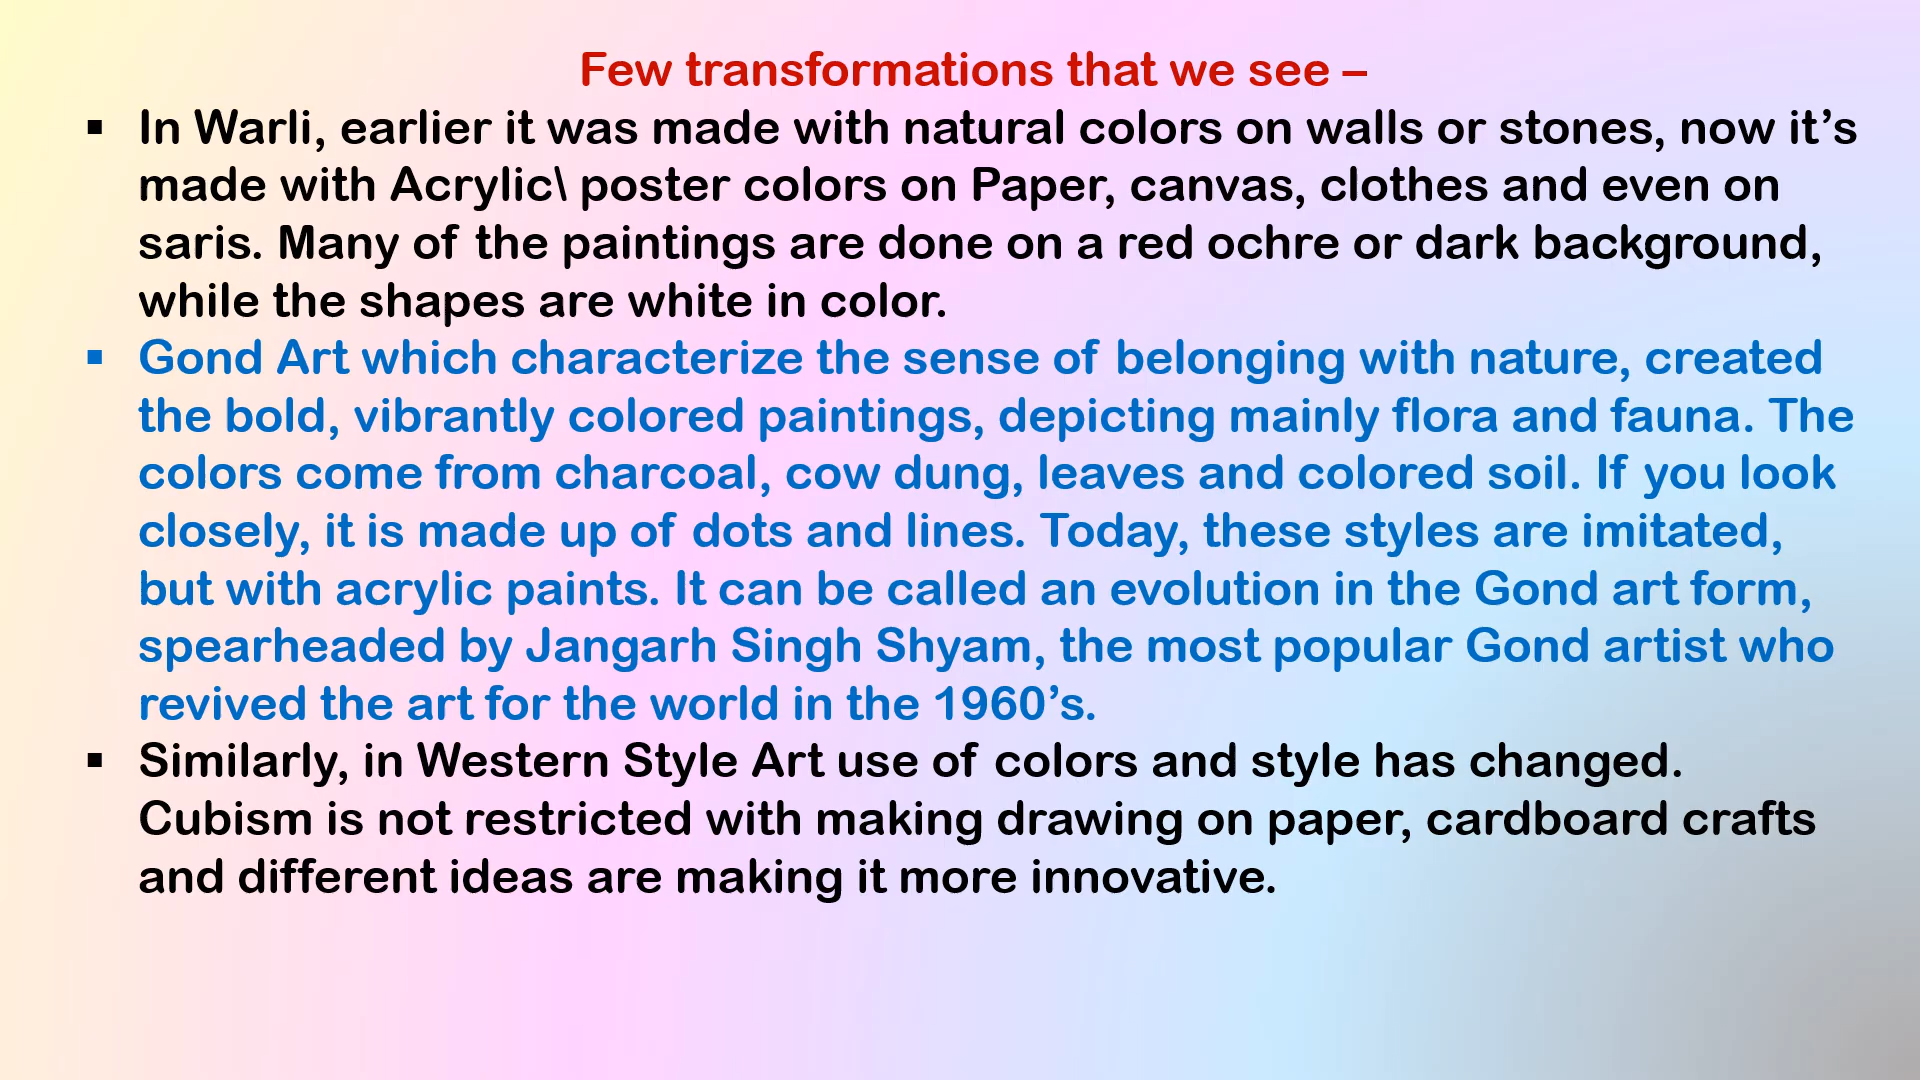 Few transformations that we see –
▪ In Warli, earlier it was made with natural colors on walls or stones, now it’s
made with Acrylic\ poster colors on Paper, canvas, clothes and even on
saris. Many of the paintings are done on a red ochre or dark background,
while the shapes are white in color.
▪ Gond Art which characterize the sense of belonging with nature, created
the bold, vibrantly colored paintings, depicting mainly flora and fauna. The
colors come from charcoal, cow dung, leaves and colored soil. If you look
closely, it is made up of dots and lines. Today, these styles are imitated,
but with acrylic paints. It can be called an evolution in the Gond art form,
spearheaded by Jangarh Singh Shyam, the most popular Gond artist who
revived the art for the world in the 1960’s.
▪ Similarly, in Western Style Art use of colors and style has changed.
Cubism is not restricted with making drawing on paper, cardboard crafts
and different ideas are making it more innovative.